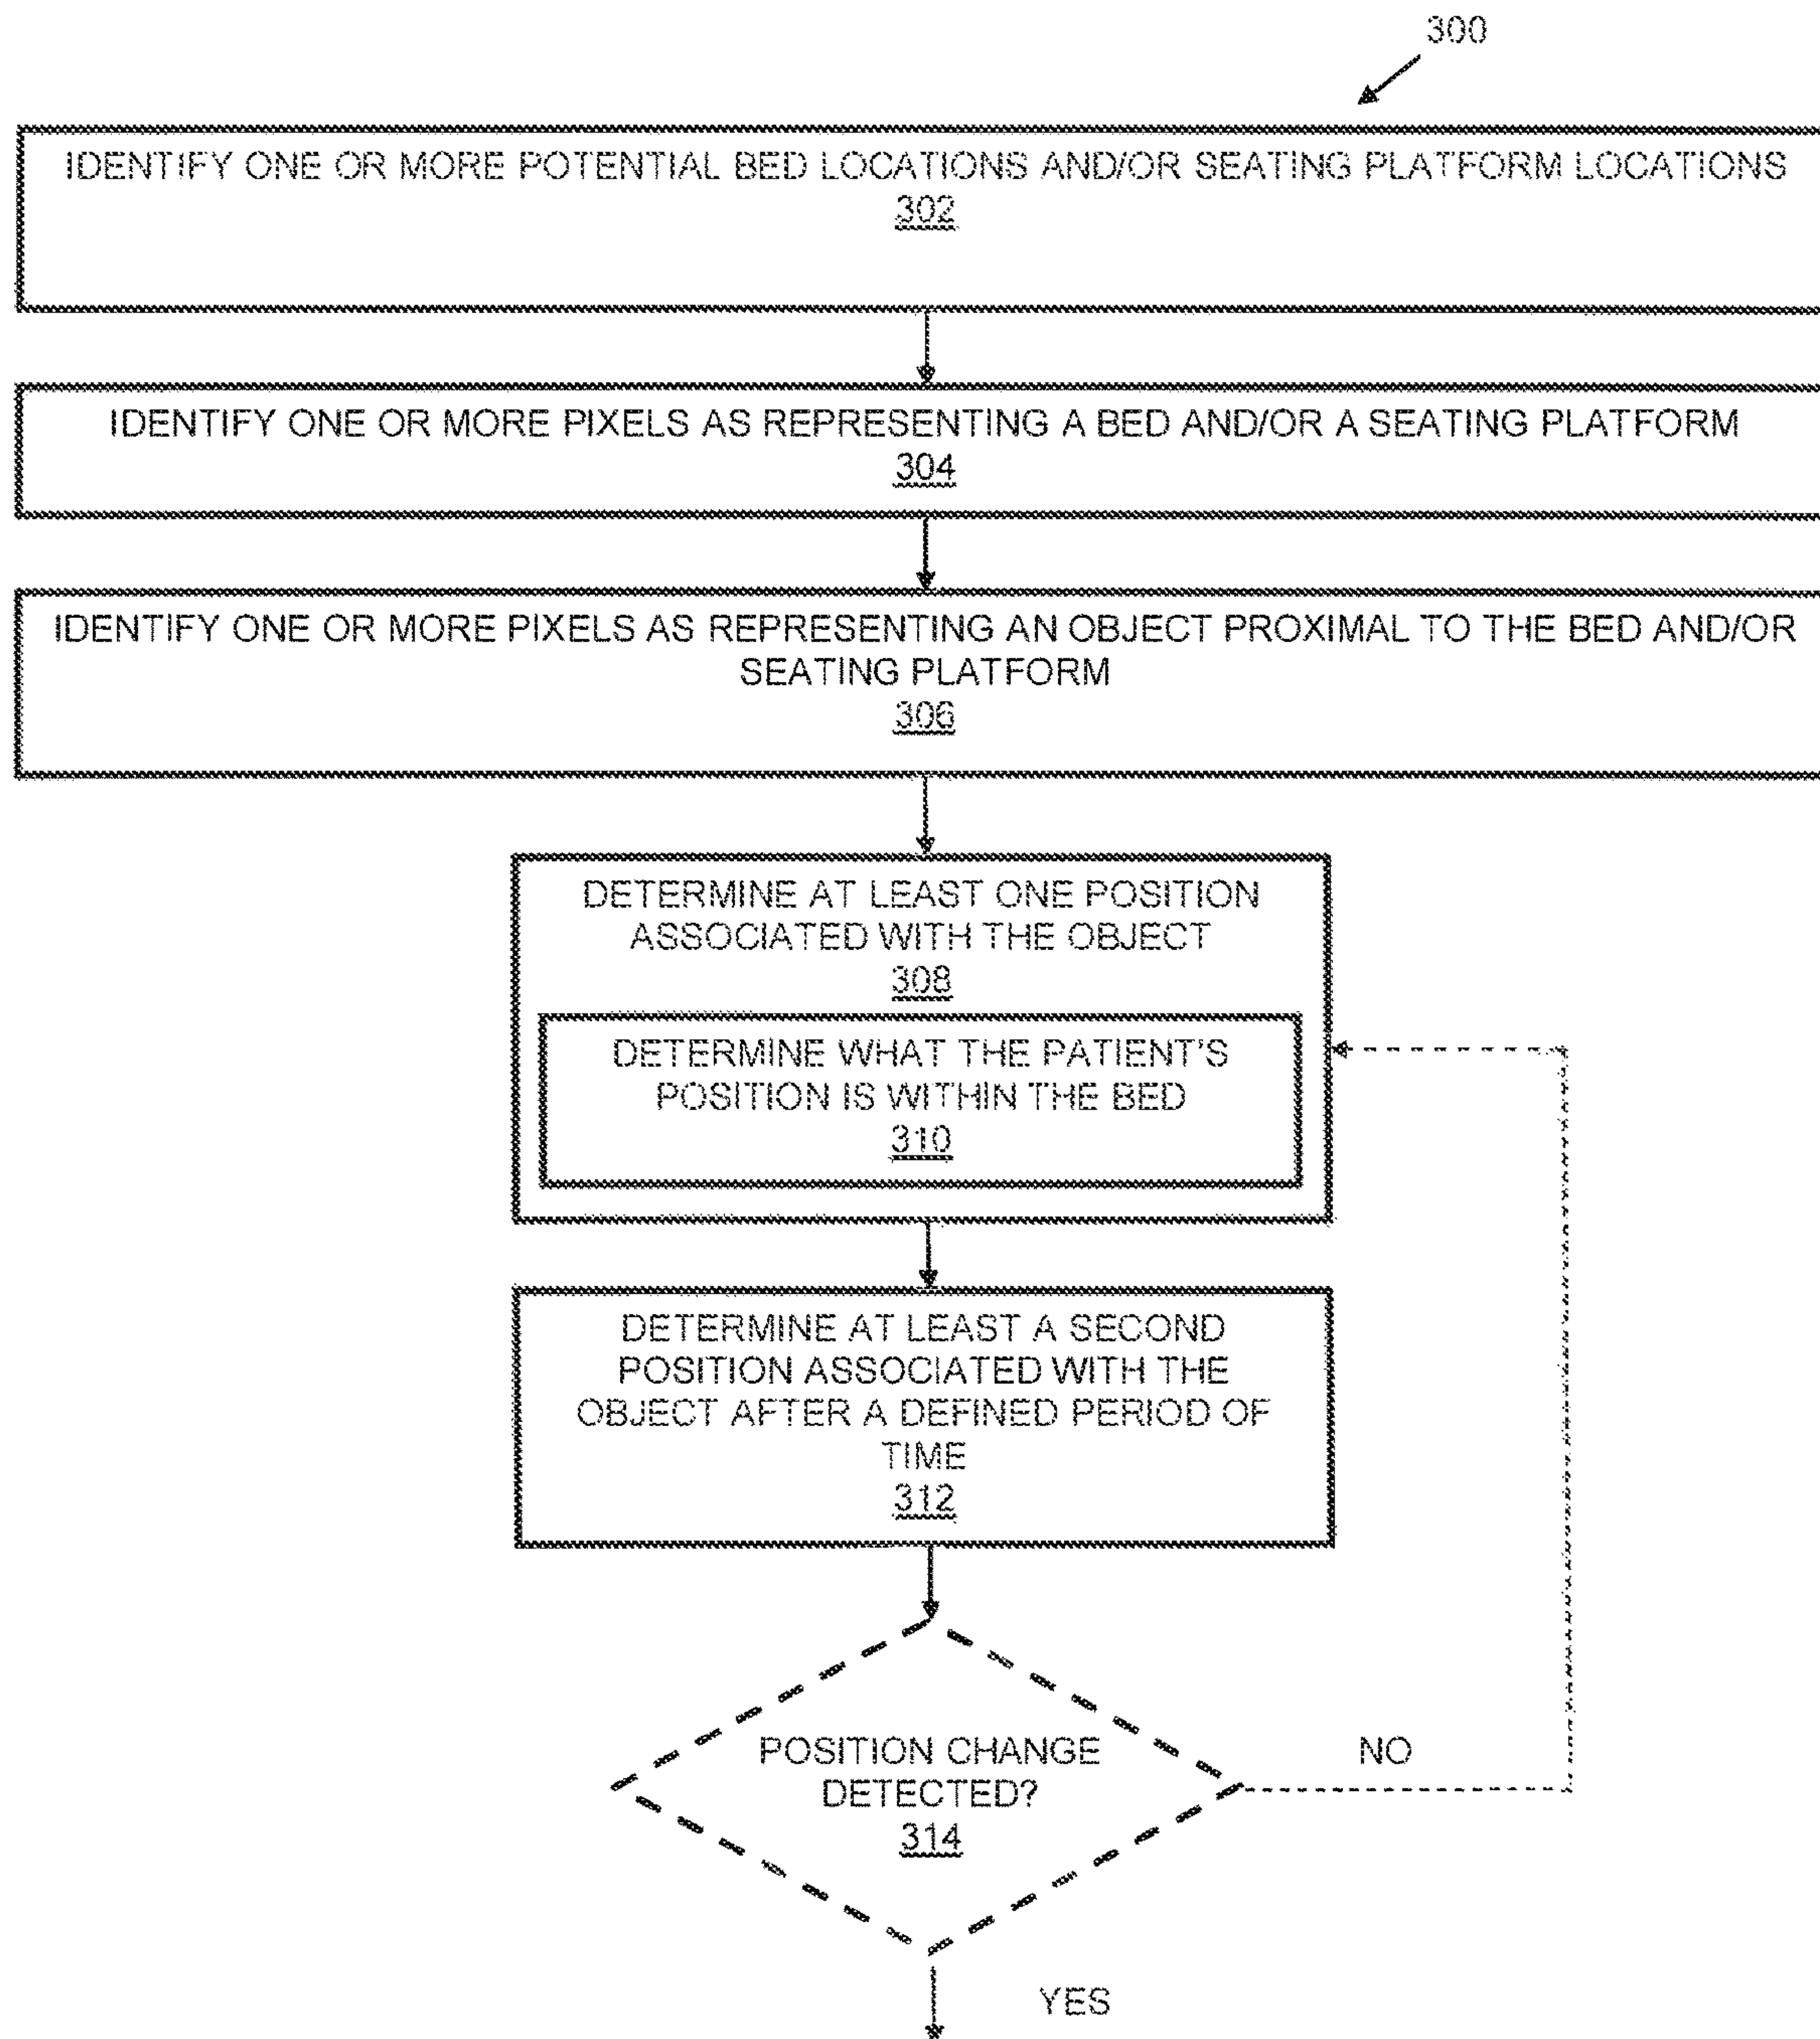 300
IDENTIFY ONE OR MORE POTENTIAL BED LOCATIONS AND/OR SEATING PLATFORM LOCATIONS
302
IDENTIFY ONE OR MORE PIXELS AS REPRESENTING A BED AND/OR A SEATING PLATFORM
304
IDENTIFY ONE OR MORE PIXELS AS REPRESENTING AN OBJECT PROXIMAL TO THE BED AND/OR
SEATING PLATFORM
306
DETERMINE AT LEAST ONE POSITION
ASSOCIATED WITH THE OBJECT
308
DETERMINE WHAT THE PATIENT'S
POSITION IS WITHIN THE BED
310
DETERMINE AT LEAST A SECOND
POSITION ASSOCIATED WITH THE
OBJECT AFTER A DEFINED PERIOD OF
TIME
312
POSITION CHANGE
DETECTED?
314
NO
YES